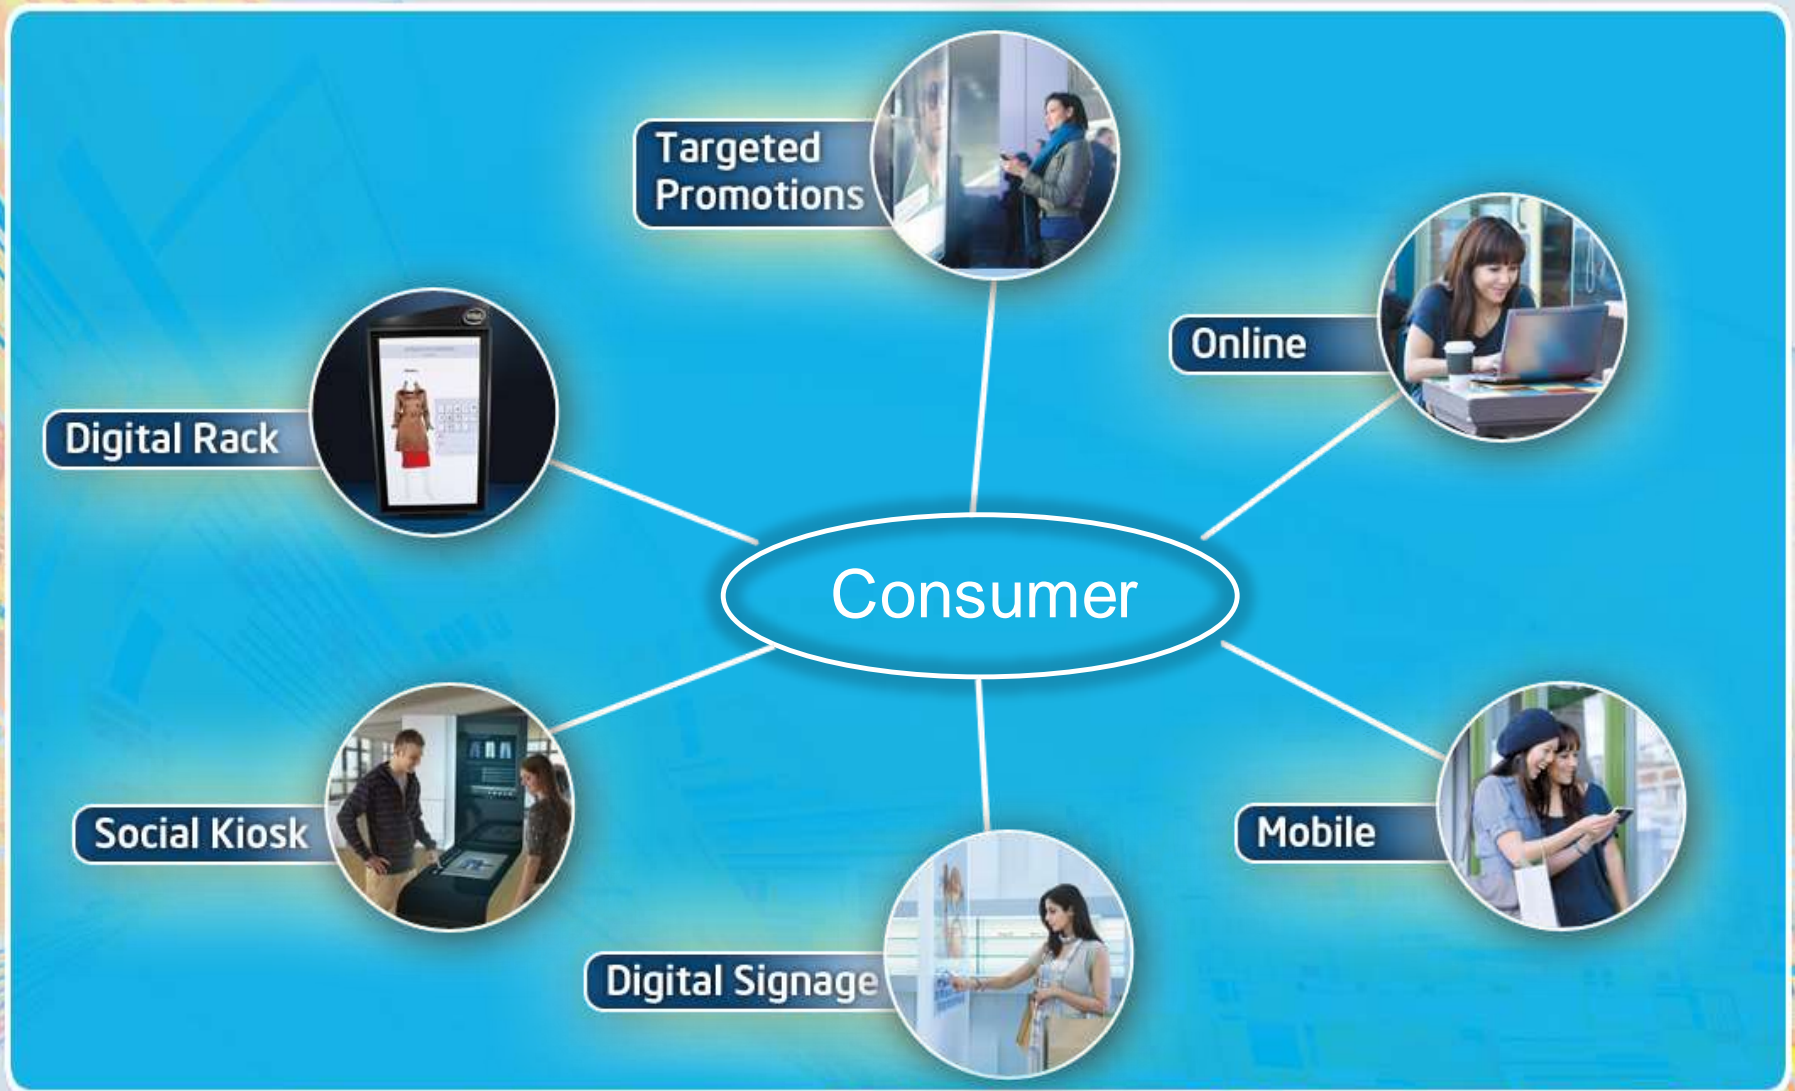 Targeted
Promotions
Online
Digital Rack
Consumer
Social Kiosk
Mobile
Digital Signage